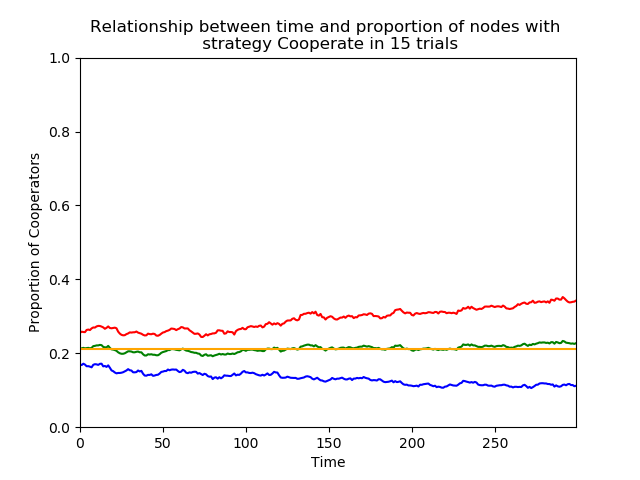 Relationship between time and proportion of nodes with
strategy Cooperate in 15 trials
1.0
0.8
0.6
0.4
0.2
0.0
Proportion of Cooperators
0 50 100 150 200 250
Time